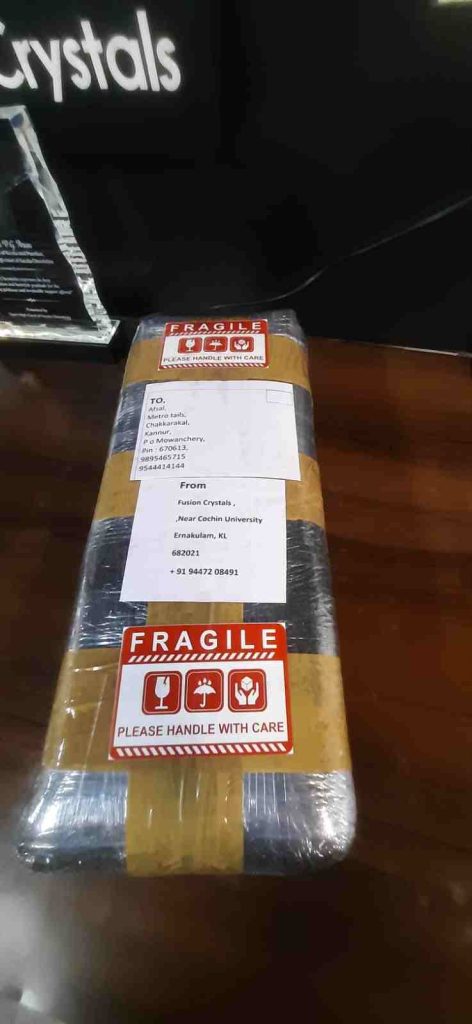 Crystals
FRAGILE
PLEASE HANDLE WITH CARE
TO,
Afsal,
Metro tails,
Chakkarakal,
Kannur,
P o Mowanchery,
Pin : 670613,
9895465715
9544414144
From
Fusion Crystals ,
,Near Cochin University
Ernakulam, KL
682021
+ 91 94472 08491
FRAGILE
PLEASE HANDLE WITH CARE